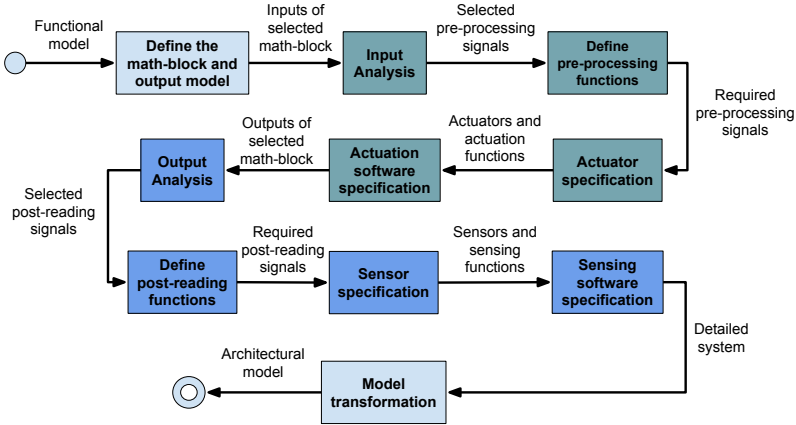 Functional
model
Define the
math-block and
output model
Inputs of
selected
math-block
Input
Analysis
Selected
pre-processing
signals
Define
pre-processing
functions
Required
pre-processing
signals
Actuator
specification
Actuators and
actuation
functions
Actuation
software
specification
Outputs of
selected
math-block
Output
Analysis
Selected
post-reading
signals
Define
post-reading
functions
Required
post-reading
signals
Sensor
specification
Sensors and
sensing
functions
Sensing
software
specification
Detailed
system
Model
transformation
Architectural
model